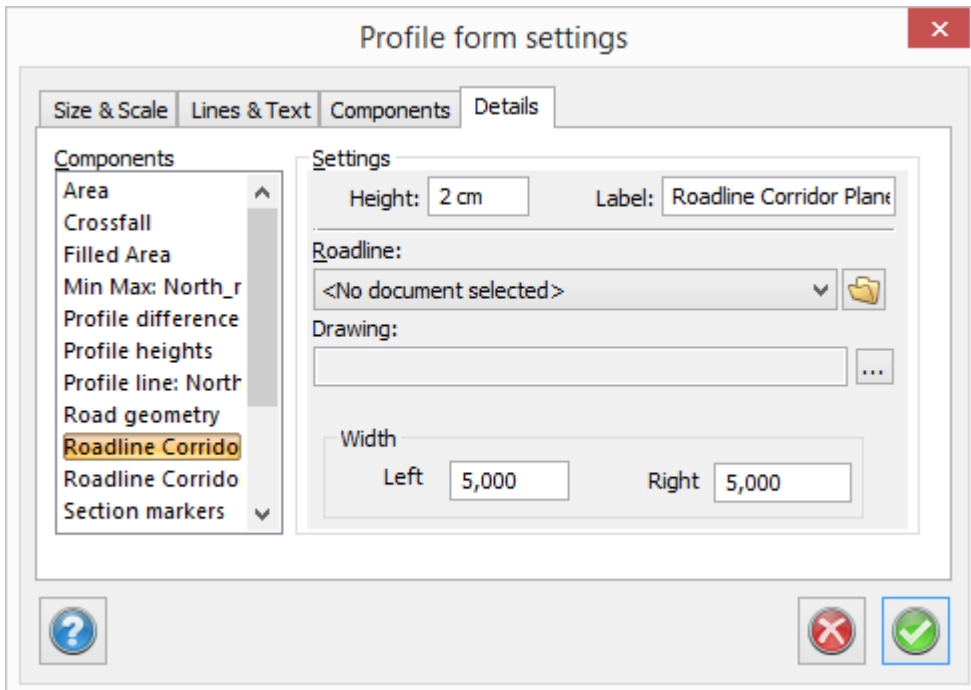 Profile form settings
Size & Scale Lines & Text Components Details
Components
Area
Crossfall
Filled Area
Min Max: North_r
Profile difference
Profile heights
Profile line: North
Road geometry
Roadline Corrido
Roadline Corrido
Section markers
Settings
Height: 2 cm Label: Roadline Corridor Plane
Roadline:
<No document selected>
Drawing:
...
Width
Left 5,000 Right 5,000